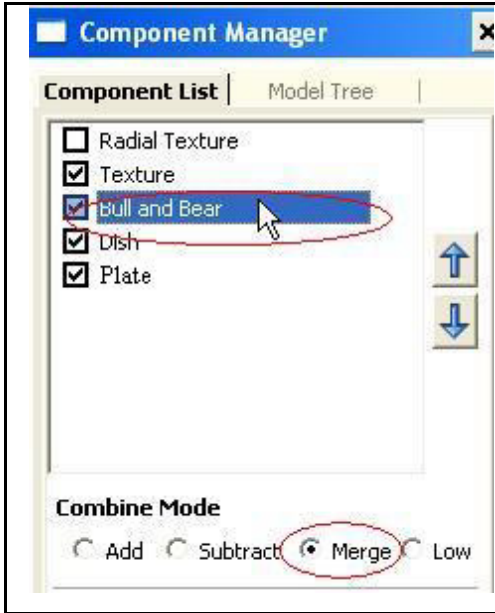 Component Manager
Component List Model Tree
Radial Texture
Texture
Bull and Bear
Dish
Plate
Combine Mode
Add Subtract Merge Low